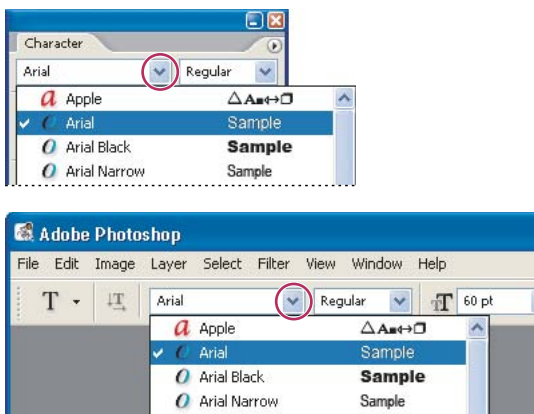 Character
Arial Regular
Apple
Arial Sample
Arial Black Sample
Arial Narrow Sample
Adobe Photoshop
File Edit Image Layer Select Filter View Window Help
T T Arial Regular T 60 pt
Apple
Arial Sample
Arial Black Sample
Arial Narrow Sample